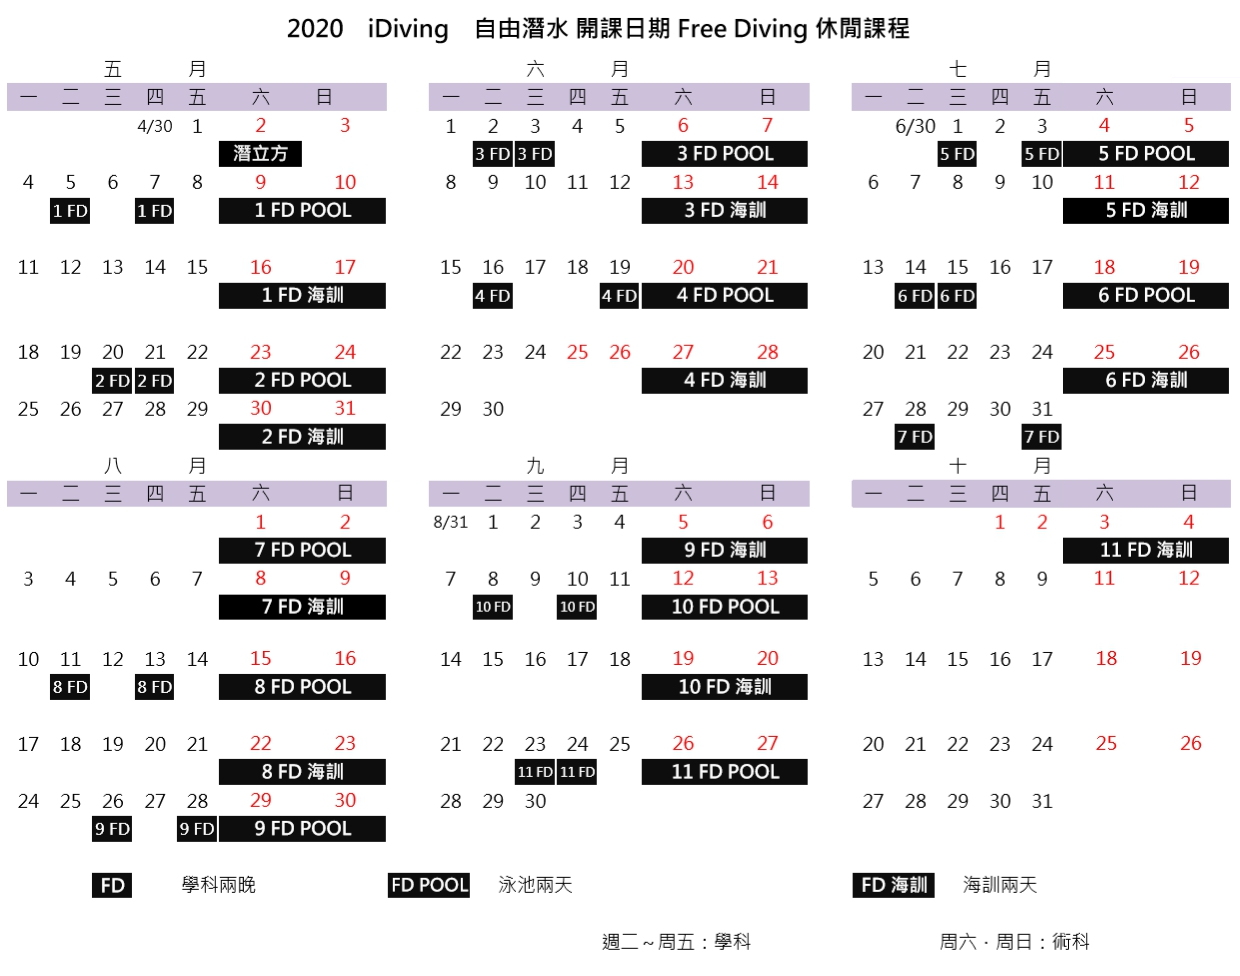 2020 iDiving 自由潛水 開課日期 Free Diving 休閒課程
五 月
一 二 三 四 五 六 日
4/30 1 2 3
潛立方
4 5 6 7 8 9 10
1 FD 1 FD 1 FD POOL
11 12 13 14 15 16 17
1 FD 海訓
18 19 20 21 22 23 24
2 FD 2 FD 2 FD POOL
25 26 27 28 29 30 31
2 FD 海訓
六 月
一 二 三 四 五 六 日
1 2 3 4 5 6 7
3 FD 3 FD 3 FD POOL
8 9 10 11 12 13 14
3 FD 海訓
15 16 17 18 19 20 21
4 FD 4 FD 4 FD POOL
22 23 24 25 26 27 28
4 FD 海訓
29 30
七 月
一 二 三 四 五 六 日
6/30 1 2 3 4 5
5 FD 5 FD 5 FD POOL
6 7 8 9 10 11 12
5 FD 海訓
13 14 15 16 17 18 19
6 FD 6 FD 6 FD POOL
20 21 22 23 24 25 26
6 FD 海訓
27 28 29 30 31
7 FD 7 FD
八 月
一 二 三 四 五 六 日
1 2
7 FD POOL
3 4 5 6 7 8 9
7 FD 海訓
10 11 12 13 14 15 16
8 FD 8 FD 8 FD POOL
17 18 19 20 21 22 23
8 FD 海訓
24 25 26 27 28 29 30
9 FD 9 FD 9 FD POOL
九 月
一 二 三 四 五 六 日
8/31 1 2 3 4 5 6
9 FD 海訓
7 8 9 10 11 12 13
10 FD 10 FD 10 FD POOL
14 15 16 17 18 19 20
10 FD 海訓
21 22 23 24 25 26 27
11 FD 11 FD 11 FD POOL
28 29 30
十 月
一 二 三 四 五 六 日
1 2 3 4
11 FD 海訓
5 6 7 8 9 11 12
13 14 15 16 17 18 19
20 21 22 23 24 25 26
27 28 29 30 31
FD 學科兩晚 FD POOL 泳池兩天 FD 海訓 海訓兩天
週二～周五：學科 周六．周日：術科